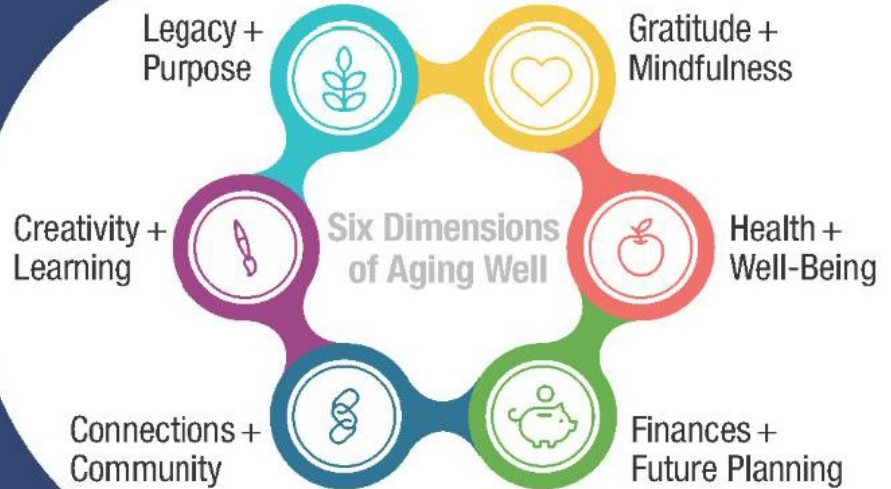 Legacy +
Purpose
Gratitude +
Mindfulness
Creativity +
Learning
Six Dimensions
of Aging Well
Health +
Well-Being
Connections +
Community
Finances +
Future Planning